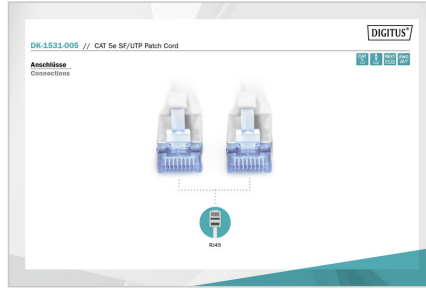 DIGITUS®
DK-1531-005 // CAT 5e SF/UTP Patch Cord
Anschlüsse
Connections
RJ45